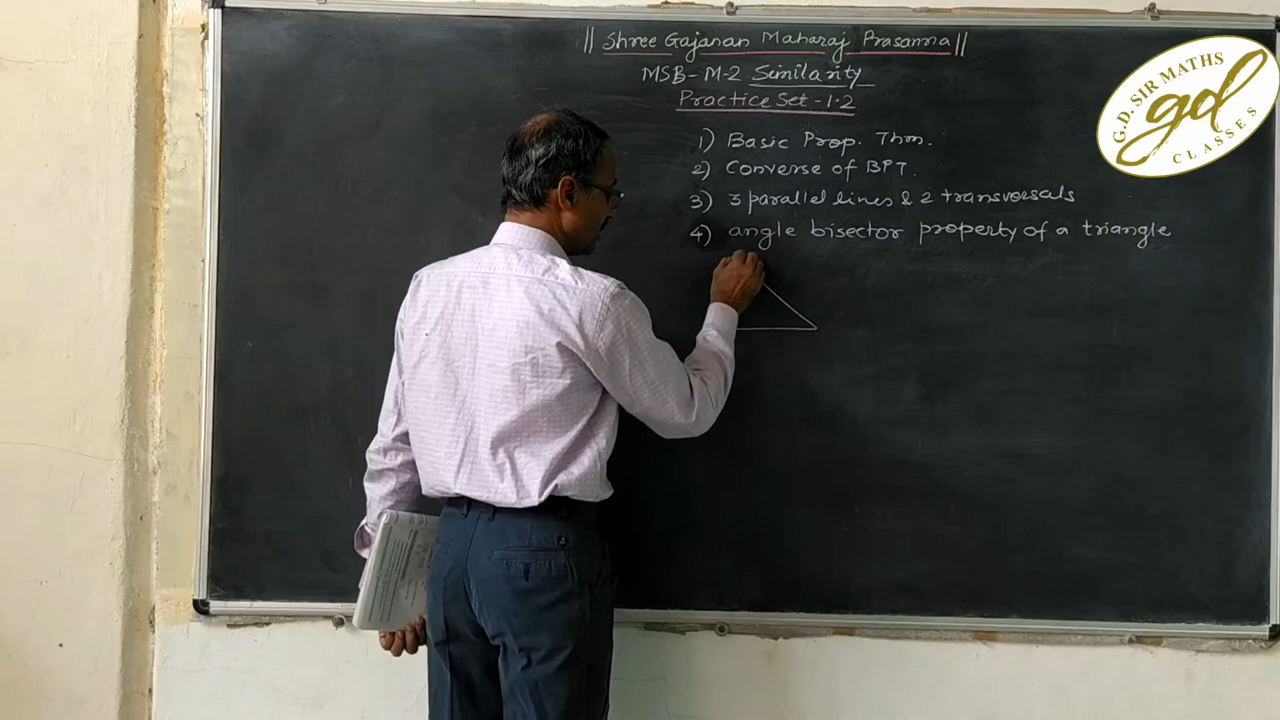 || Shree Gajanan Maharaj Prasanna ||
MSB-M-2 Similarity
Practice Set-1.2
1) Basic Prop. Thm.
2) Converse of BPT.
3) 3 parallel lines & 2 transversals
4) angle bisector property of a triangle
G.D. SIR MATHS
gd
CLASSES